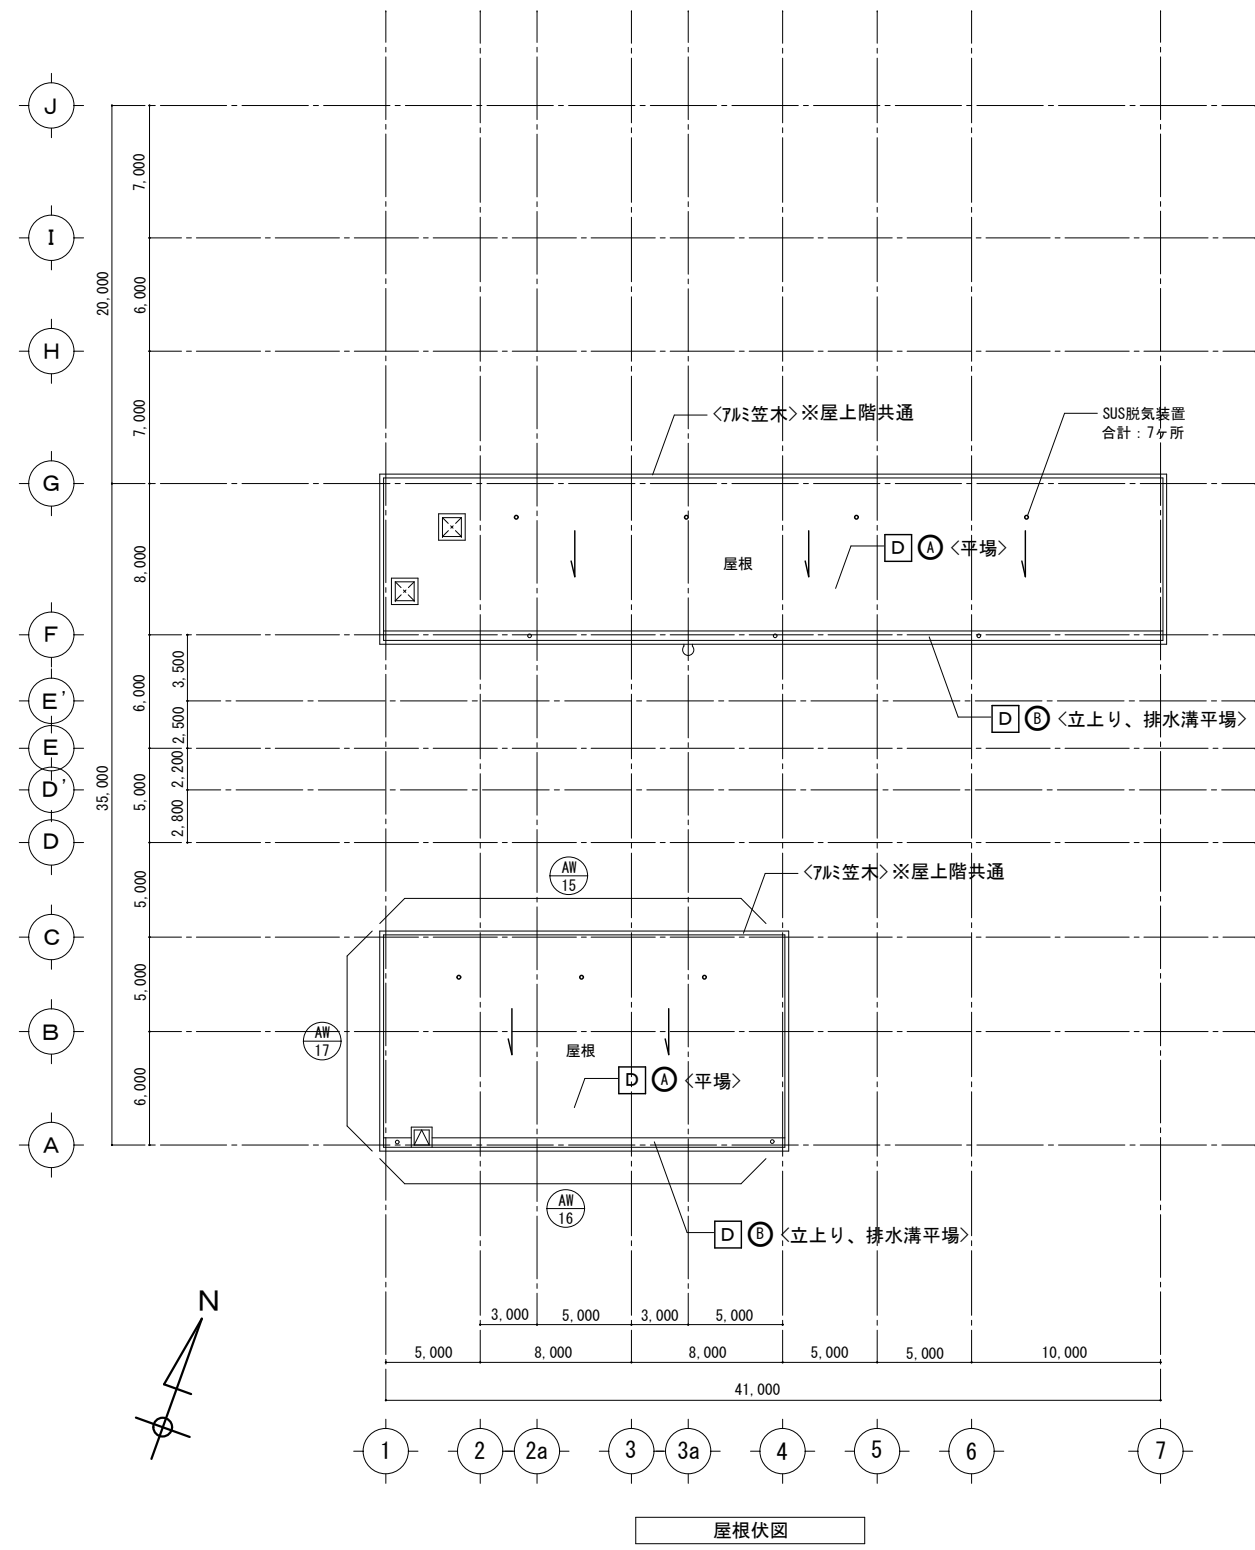 J
7,000
I
20,000
6,000
H
7,000
〈アルミ笠木〉※屋上階共通
SUS脱気装置
合計：7ヶ所
G
8,000
D A 〈平場〉
屋根
F
3,500
6,000
E'
D B 〈立上り、排水溝平場〉
2,500
E
2,200
35,000
5,000
D'
2,800
D
AW
15
〈アルミ笠木〉※屋上階共通
5,000
C
5,000
B
AW
17
屋根
D A 〈平場〉
6,000
A
AW
16
D B 〈立上り、排水溝平場〉
N
3,000 5,000 3,000 5,000
5,000 8,000 8,000 5,000 5,000 10,000
41,000
1 2 2a 3 3a 4 5 6 7
屋根伏図